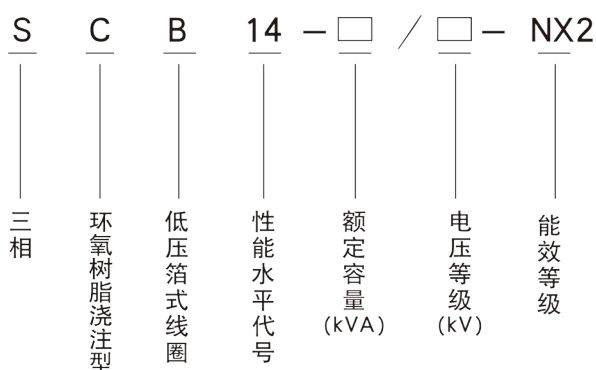 S C B 14 - □ / □ - NX2
三相
环氧树脂浇注型
低压箔式线圈
性能水平代号
额定容量(kVA)
电压等级(kV)
能效等级